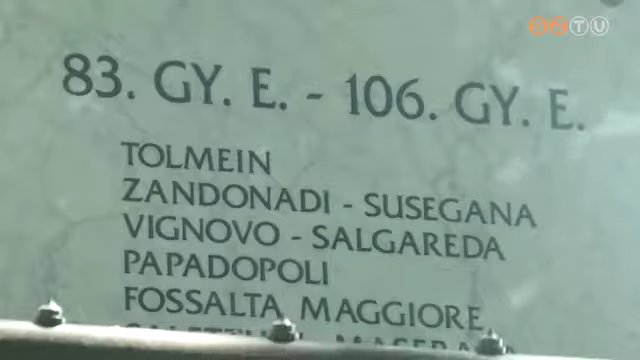 83. GY. E. - 106. GY. E.
TOLMEIN
ZANDONADI - SUSEGANA
VIGNOVO - SALGAREDA
PAPADOPOLI
FOSSALTA MAGGIORE